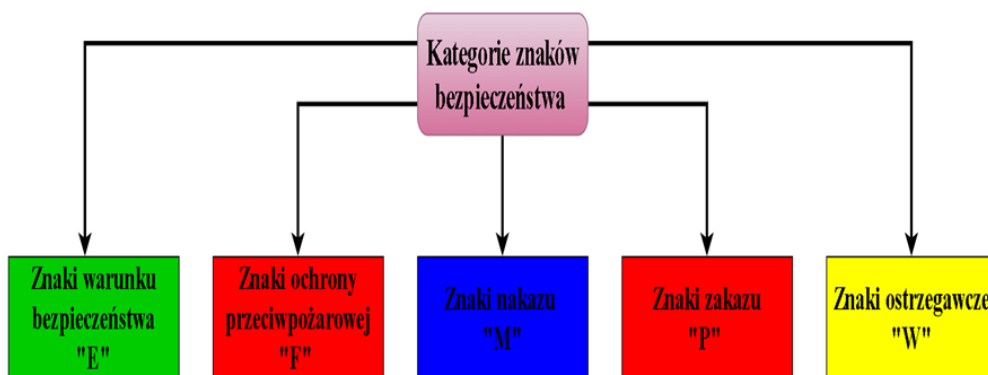 Kategorie znaków
bezpieczeństwa
Znaki warunku
bezpieczeństwa
"E"
Znaki ochrony
przeciwpożarowej
"F"
Znaki nakazu
"M"
Znaki zakazu
"P"
Znaki ostrzegawcze
"W"